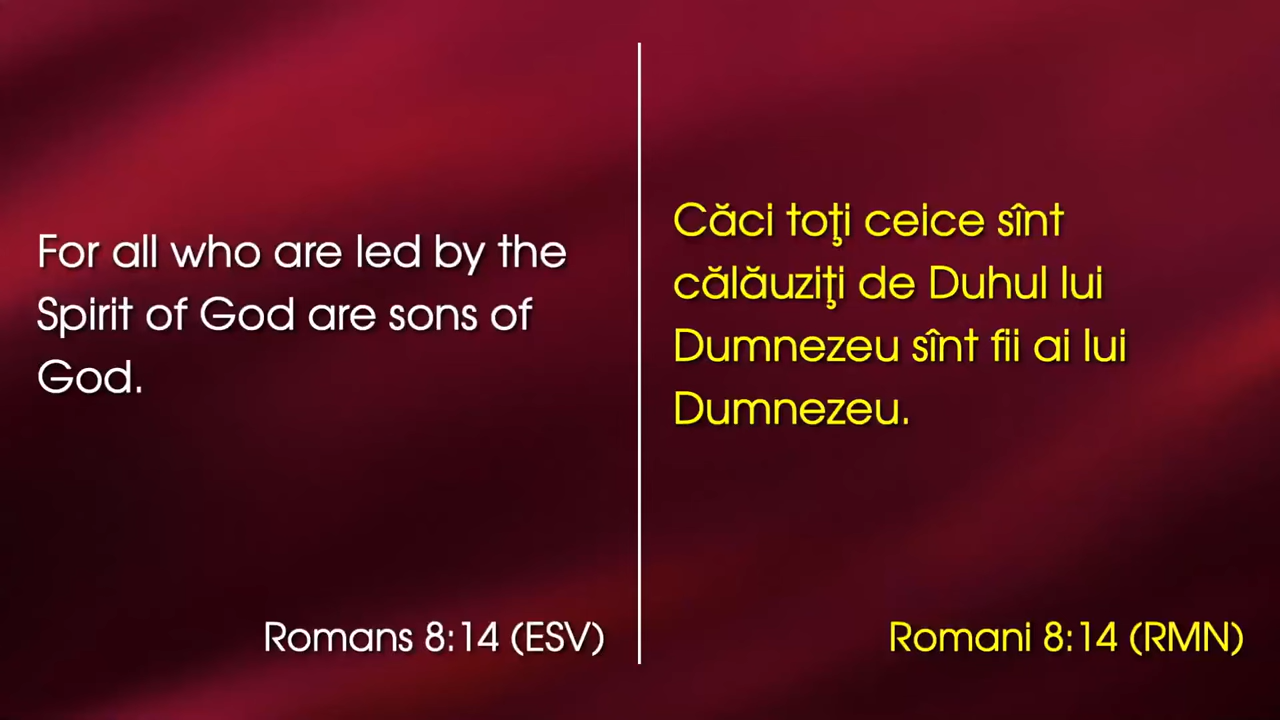 For all who are led by the
Spirit of God are sons of
God.
Romans 8:14 (ESV)
Căci toţi ceice sînt
călăuziţi de Duhul lui
Dumnezeu sînt fii ai lui
Dumnezeu.
Romani 8:14 (RMN)